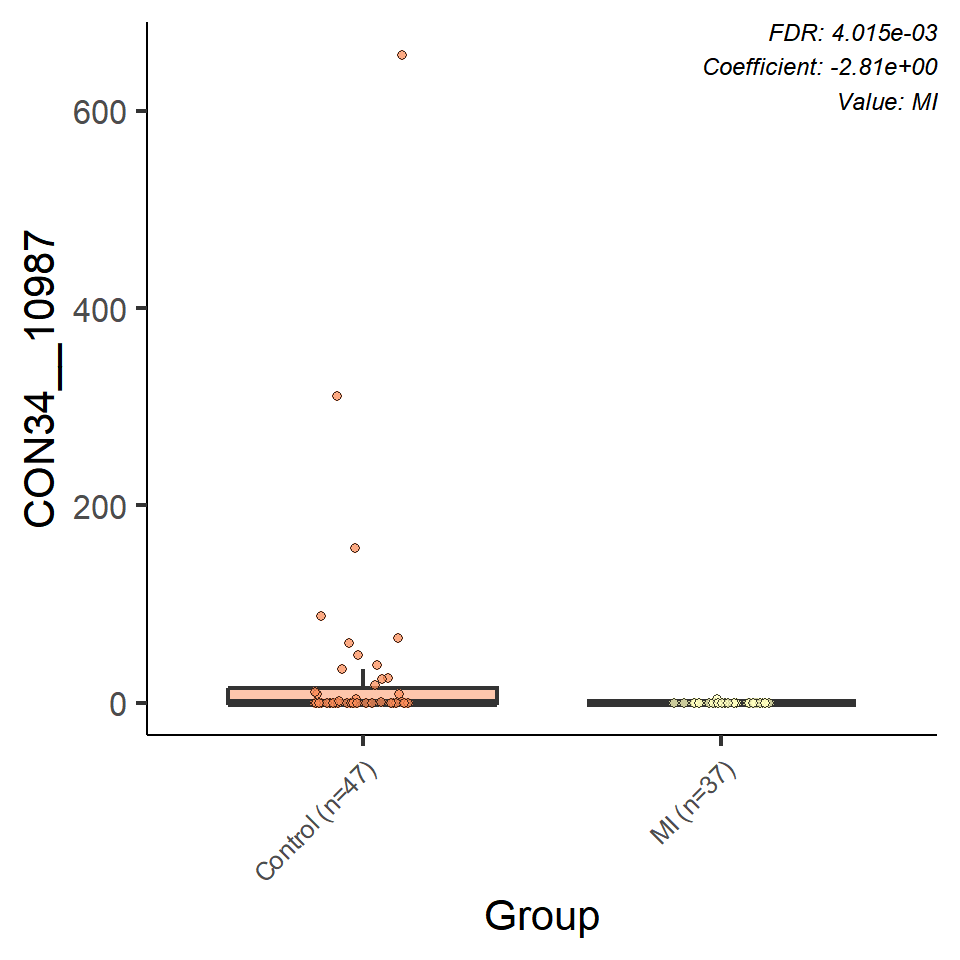 FDR: 4.015e-03
Coefficient: -2.81e+00
Value: MI
CON34__10987
600
400
200
0
Control (n=47)
MI (n=37)
Group